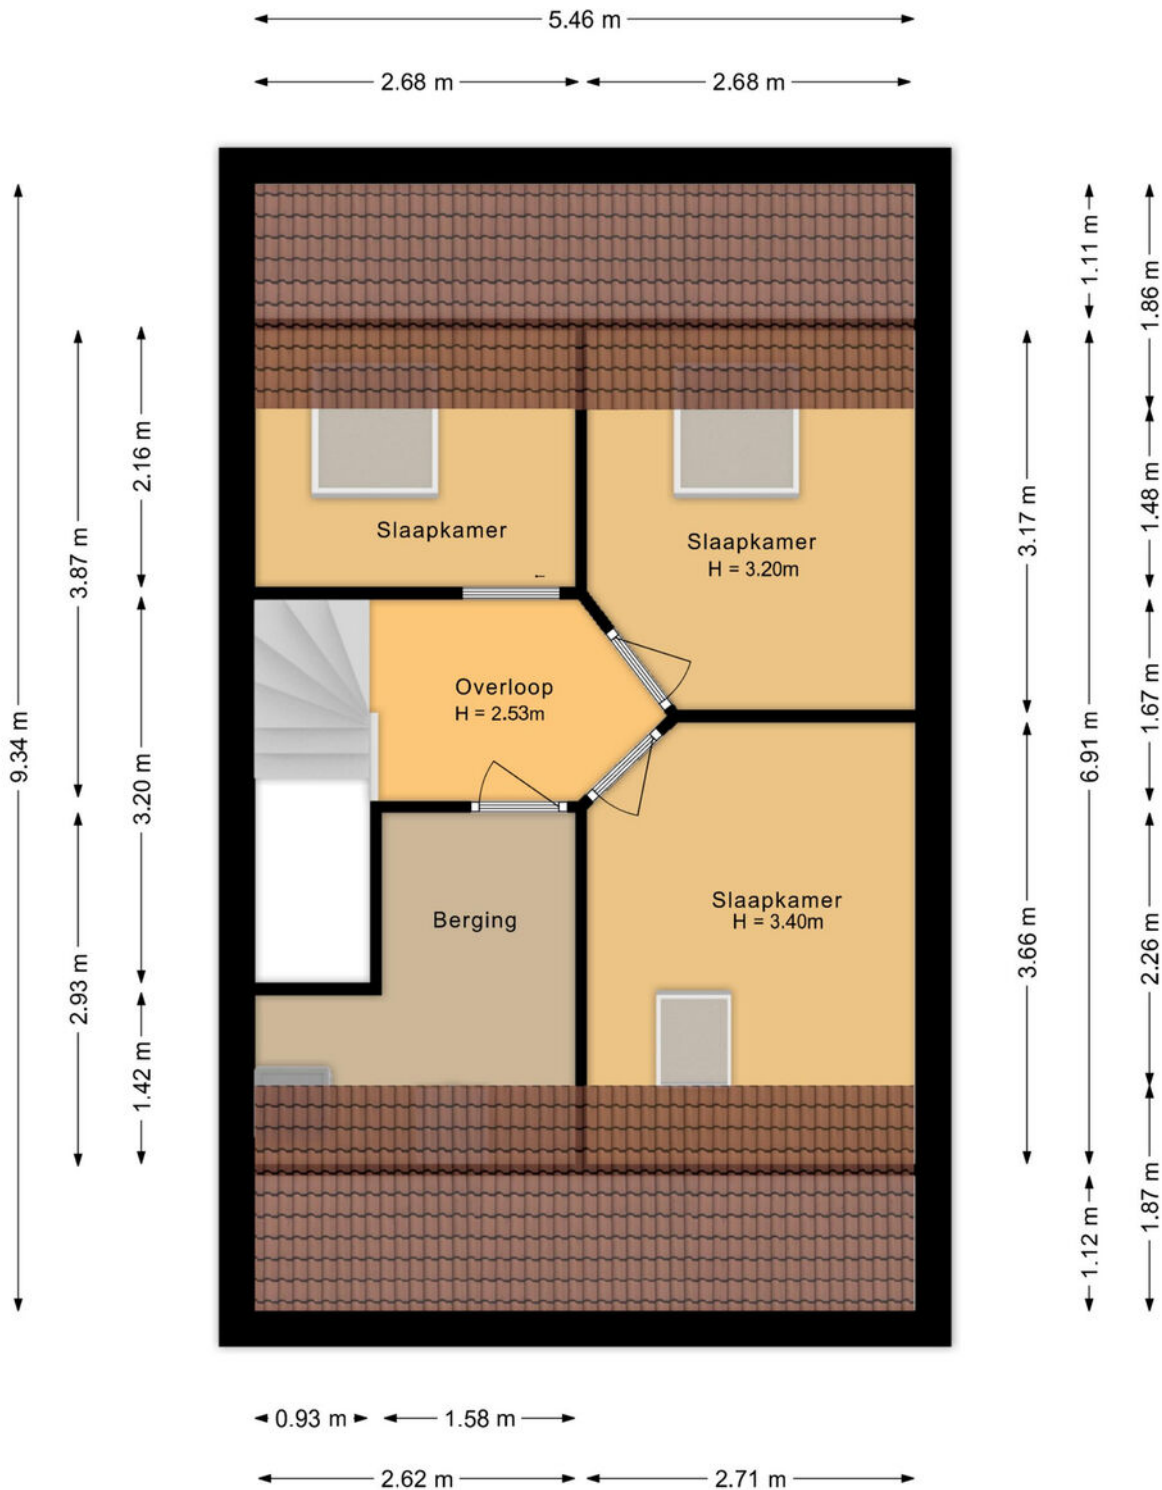 5.46 m
2.68 m
2.68 m
1.11 m
1.86 m
2.16 m
1.48 m
3.17 m
3.87 m
Slaapkamer
Slaapkamer
H = 3.20m
Overloop
H = 2.53m
1.67 m
9.34 m
6.91 m
3.20 m
Slaapkamer
H = 3.40m
Berging
3.66 m
2.26 m
2.93 m
1.42 m
1.87 m
1.12 m
0.93 m
1.58 m
2.62 m
2.71 m